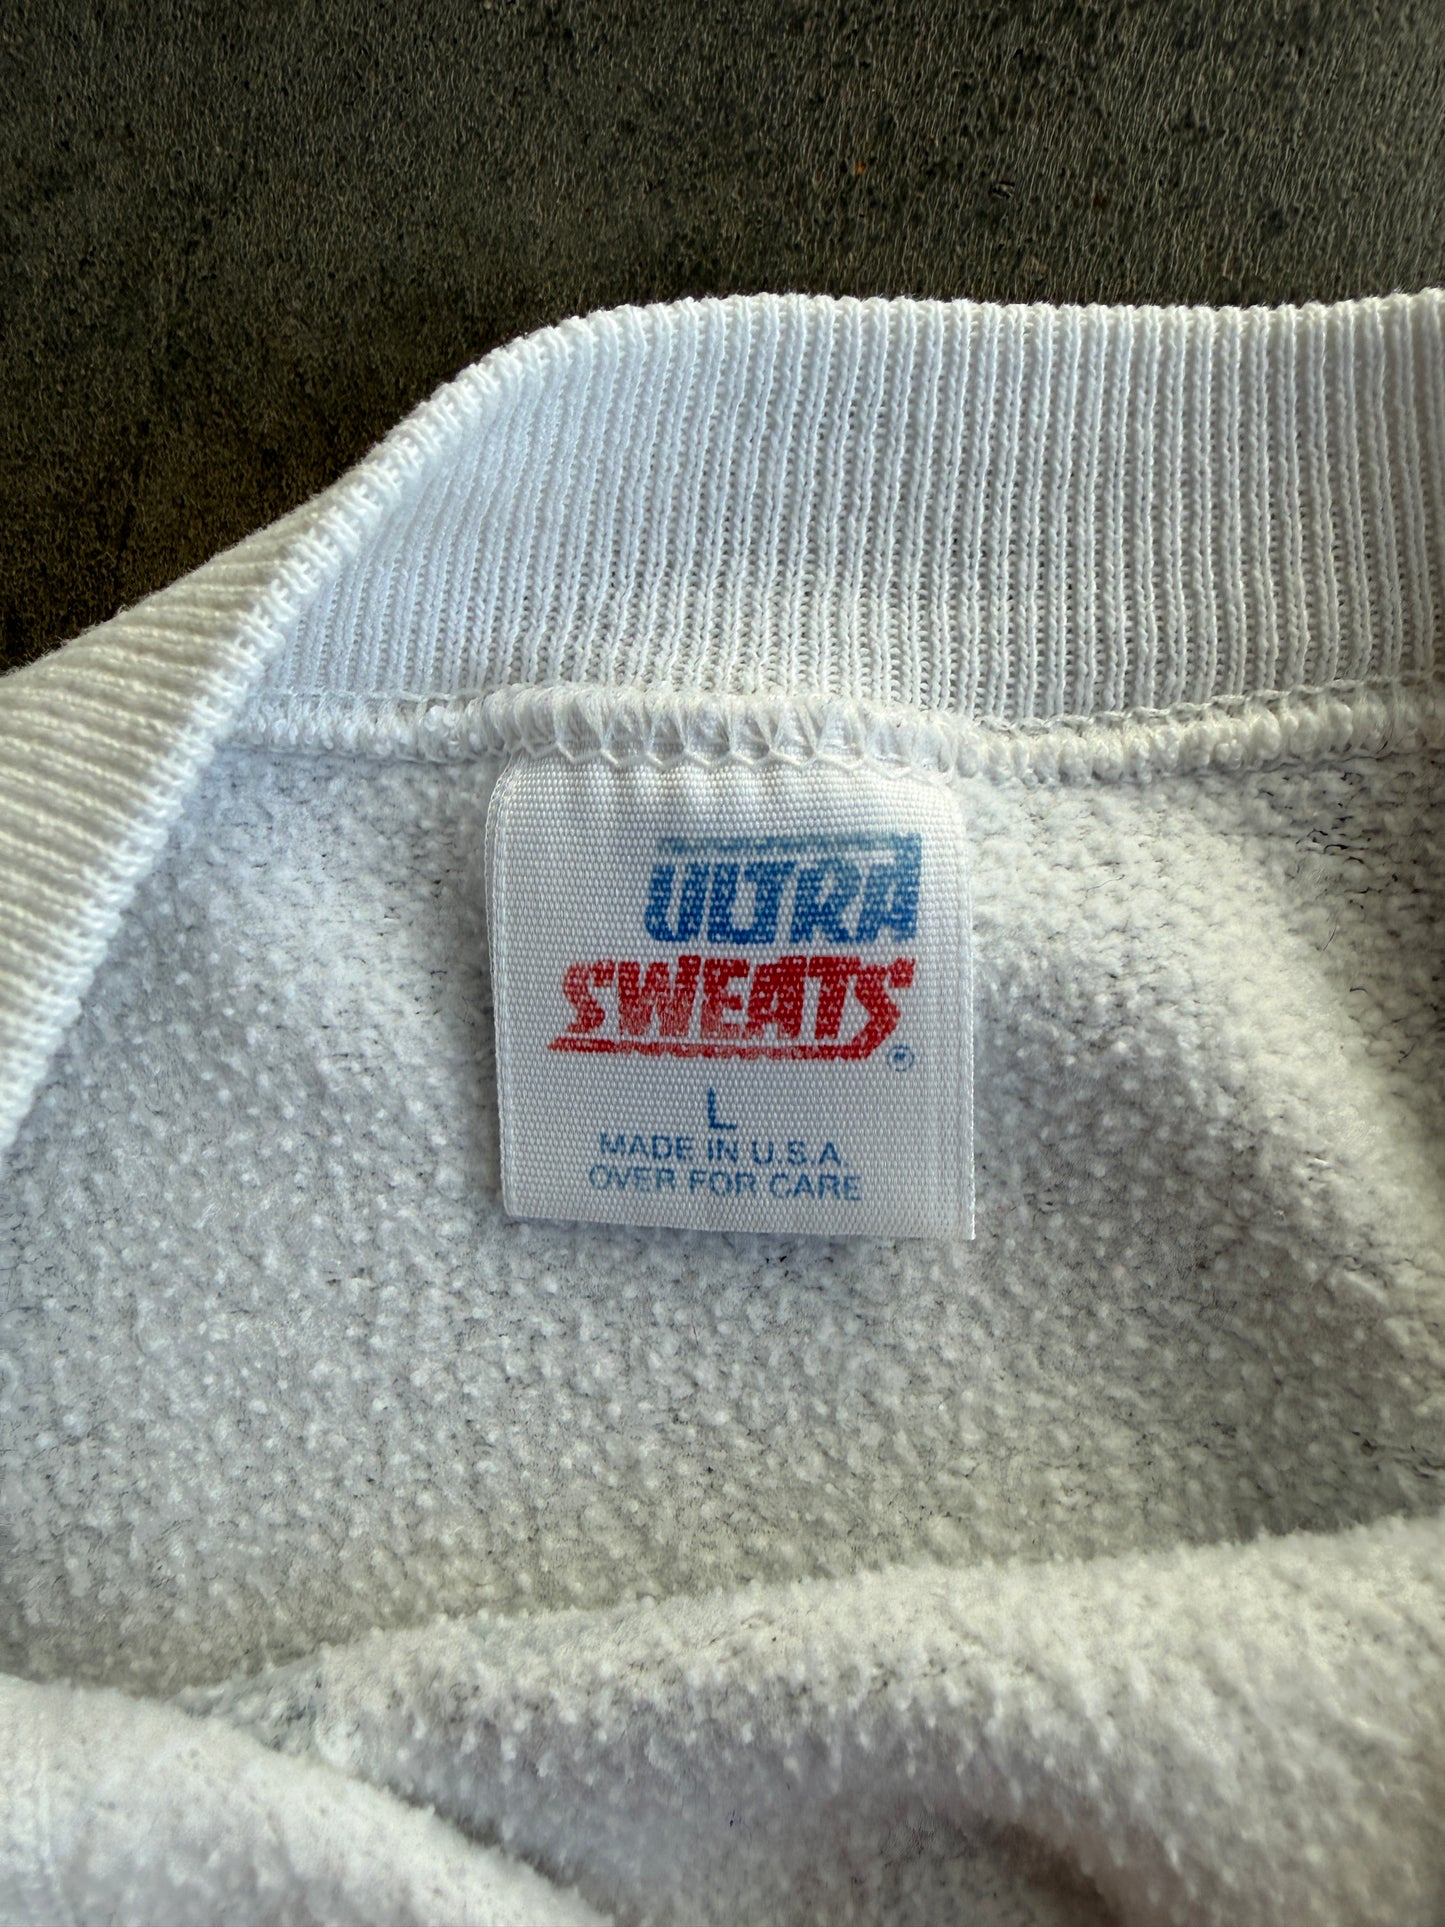 ULTRA
SWEATS®
L
MADE IN U.S.A.
OVER FOR CARE